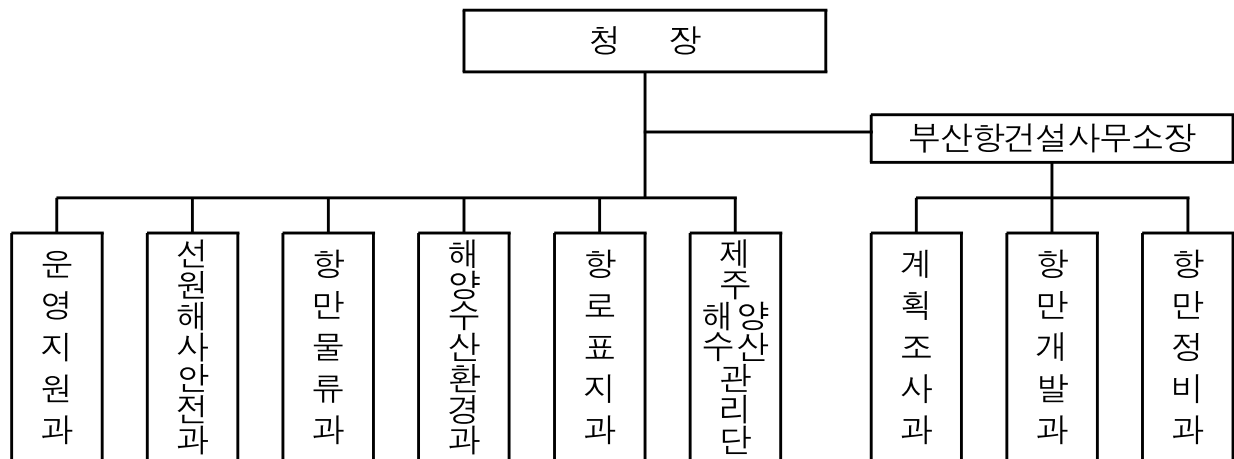 청 장
부산항건설사무소장
운영지원과
선원해사안전과
항만물류과
해양수산환경과
항로표지과
제주해양수산관리단
계획조사과
항만개발과
항만정비과